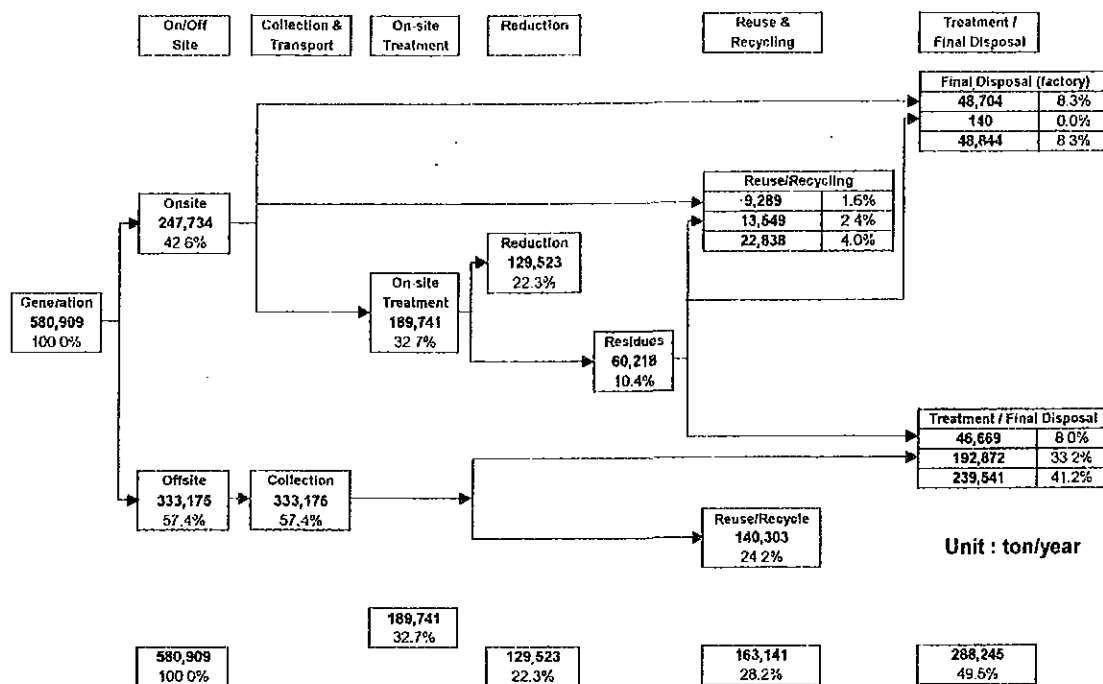 On/Off
Site
Collection &
Transport
On-site
Treatment
Reduction
Reuse &
Recycling
Treatment /
Final Disposal
Final Disposal (factory)
48,704 8.3%
140 0.0%
48,844 8.3%
Reuse/Recycling
9,289 1.6%
13,549 2.4%
22,838 4.0%
Onsite
247,734
42.6%
Reduction
129,523
22.3%
On-site
Treatment
189,741
32.7%
Generation
580,909
100.0%
Residues
60,218
10.4%
Treatment / Final Disposal
46,669 8.0%
192,872 33.2%
239,541 41.2%
Offsite
333,175
57.4%
Collection
333,176
57.4%
Reuse/Recycle
140,303
24.2%
Unit : ton/year
189,741
32.7%
580,909
100.0%
129,523
22.3%
163,141
28.2%
288,245
49.5%